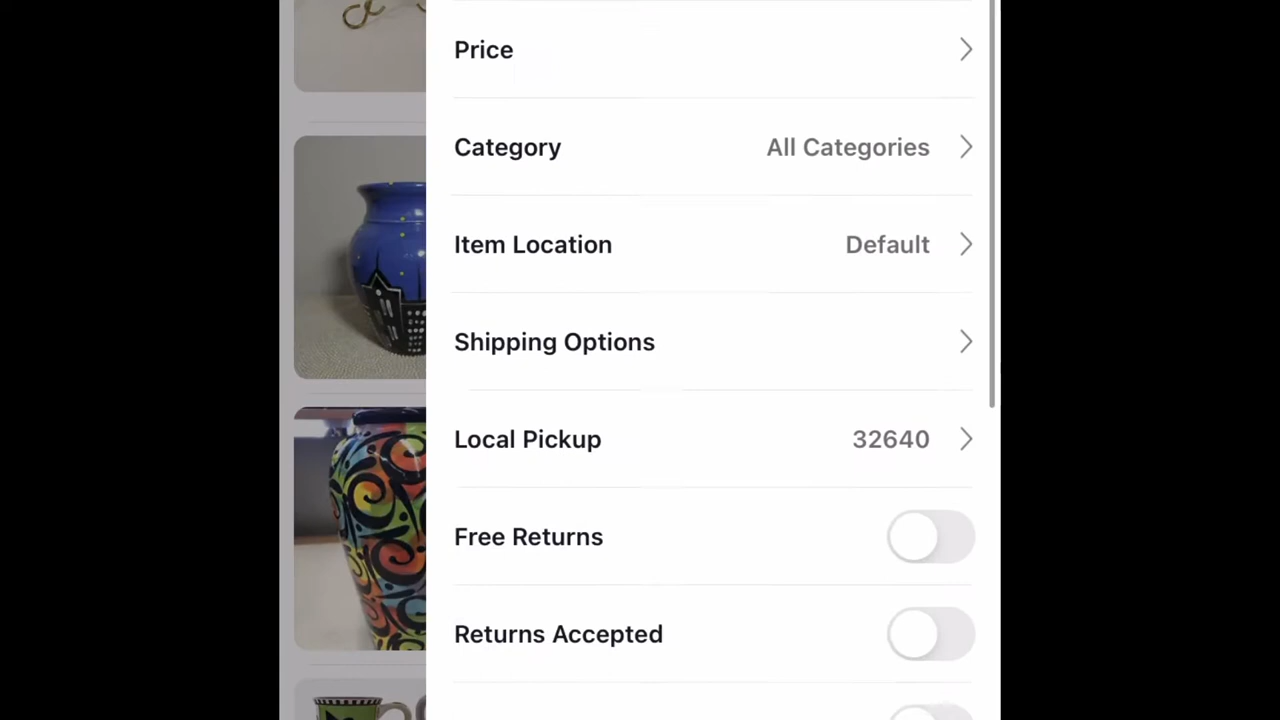 Price
Category All Categories
Item Location Default
Shipping Options
Local Pickup 32640
Free Returns
Returns Accepted